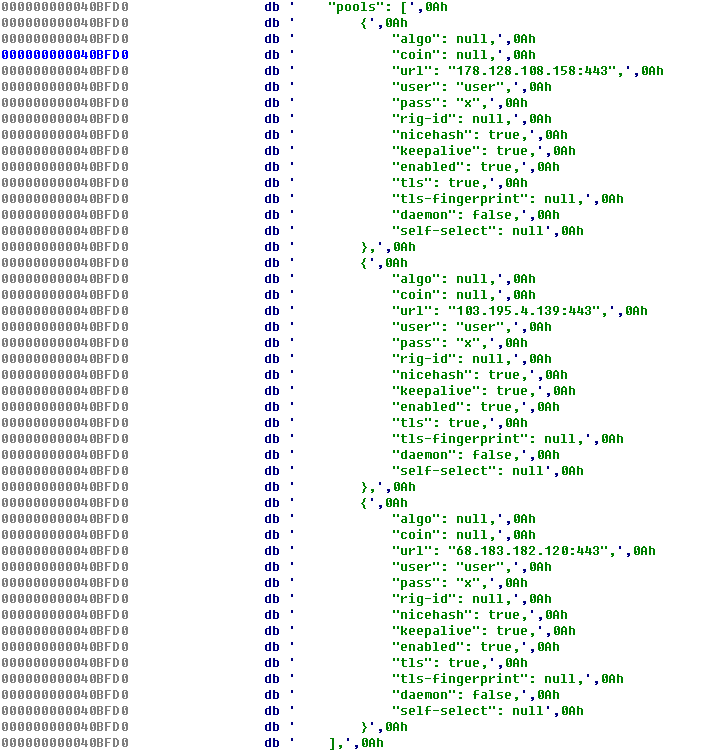 000000000040BFD0 db ' "pools": [',0Ah
000000000040BFD0 db ' {',0Ah
000000000040BFD0 db ' "algo": null,',0Ah
000000000040BFD0 db ' "coin": null,',0Ah
000000000040BFD0 db ' "url": "178.128.108.158:443",',0Ah
000000000040BFD0 db ' "user": "user",',0Ah
000000000040BFD0 db ' "pass": "x",',0Ah
000000000040BFD0 db ' "rig-id": null,',0Ah
000000000040BFD0 db ' "nicehash": true,',0Ah
000000000040BFD0 db ' "keepalive": true,',0Ah
000000000040BFD0 db ' "enabled": true,',0Ah
000000000040BFD0 db ' "tls": true,',0Ah
000000000040BFD0 db ' "tls-fingerprint": null,',0Ah
000000000040BFD0 db ' "daemon": false,',0Ah
000000000040BFD0 db ' "self-select": null',0Ah
000000000040BFD0 db ' },',0Ah
000000000040BFD0 db ' {',0Ah
000000000040BFD0 db ' "algo": null,',0Ah
000000000040BFD0 db ' "coin": null,',0Ah
000000000040BFD0 db ' "url": "103.195.4.139:443",',0Ah
000000000040BFD0 db ' "user": "user",',0Ah
000000000040BFD0 db ' "pass": "x",',0Ah
000000000040BFD0 db ' "rig-id": null,',0Ah
000000000040BFD0 db ' "nicehash": true,',0Ah
000000000040BFD0 db ' "keepalive": true,',0Ah
000000000040BFD0 db ' "enabled": true,',0Ah
000000000040BFD0 db ' "tls": true,',0Ah
000000000040BFD0 db ' "tls-fingerprint": null,',0Ah
000000000040BFD0 db ' "daemon": false,',0Ah
000000000040BFD0 db ' "self-select": null',0Ah
000000000040BFD0 db ' },',0Ah
000000000040BFD0 db ' {',0Ah
000000000040BFD0 db ' "algo": null,',0Ah
000000000040BFD0 db ' "coin": null,',0Ah
000000000040BFD0 db ' "url": "68.183.182.120:443",',0Ah
000000000040BFD0 db ' "user": "user",',0Ah
000000000040BFD0 db ' "pass": "x",',0Ah
000000000040BFD0 db ' "rig-id": null,',0Ah
000000000040BFD0 db ' "nicehash": true,',0Ah
000000000040BFD0 db ' "keepalive": true,',0Ah
000000000040BFD0 db ' "enabled": true,',0Ah
000000000040BFD0 db ' "tls": true,',0Ah
000000000040BFD0 db ' "tls-fingerprint": null,',0Ah
000000000040BFD0 db ' "daemon": false,',0Ah
000000000040BFD0 db ' "self-select": null',0Ah
000000000040BFD0 db ' }',0Ah
000000000040BFD0 db ' ],',0Ah